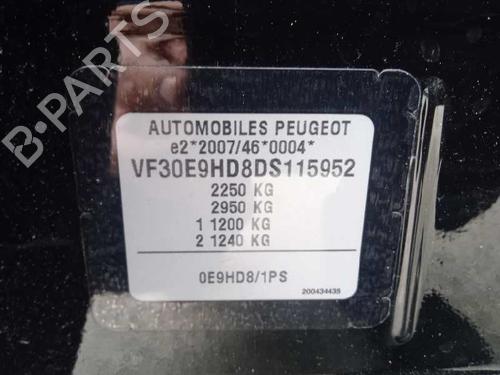 B-PARTS
AUTOMOBILES PEUGEOT
e2*2007/46*0004*
VF30E9HD8DS115952
2250 KG
2950 KG
1 1200 KG
2 1240 KG
0E9HD8/1PS
200434435